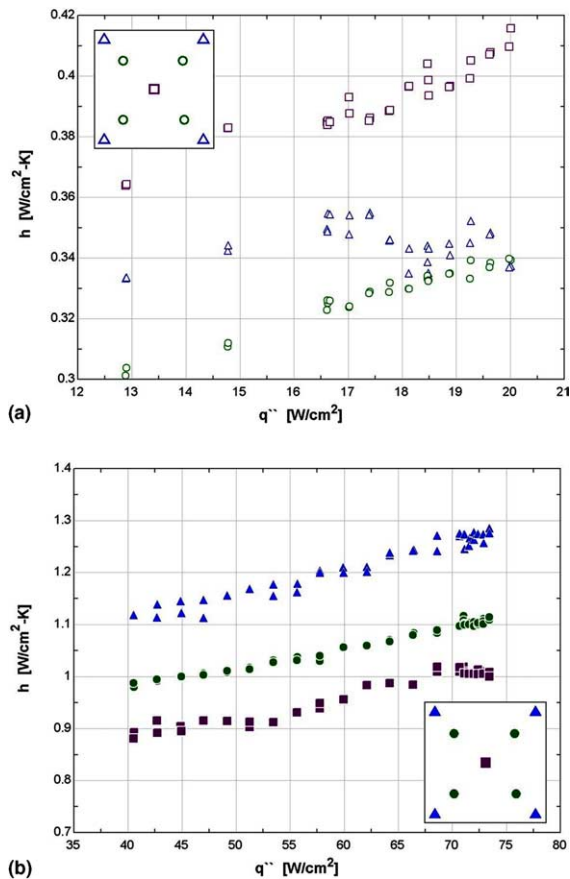 0.42
0.4
0.38
0.36
0.34
0.32
0.3
h [W/cm²-K]
12 13 14 15 16 17 18 19 20 21
q`` [W/cm²]
(a)
1.4
1.3
1.2
1.1
1
0.9
0.8
0.7
h [W/cm²-K]
35 40 45 50 55 60 65 70 75 80
q`` [W/cm²]
(b)